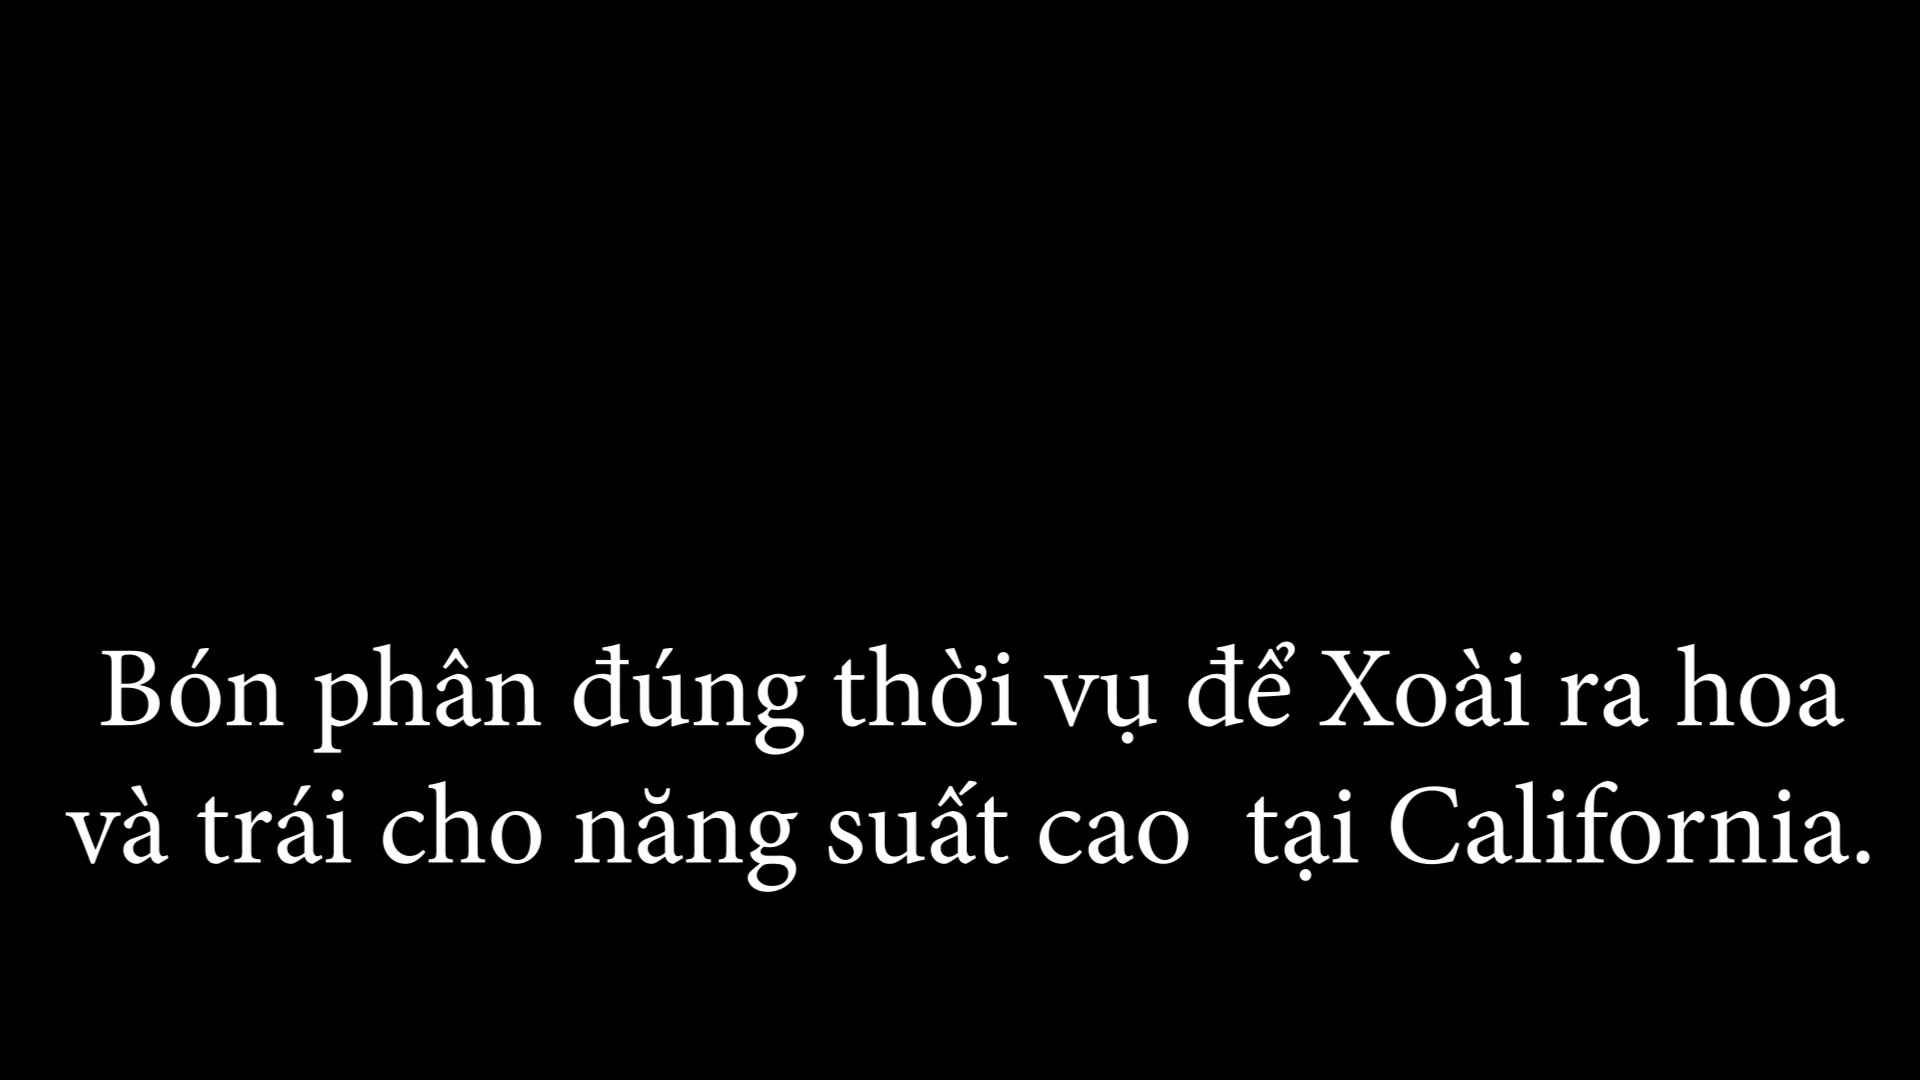 Bón phân đúng thời vụ để Xoài ra hoa
và trái cho năng suất cao  tại California.